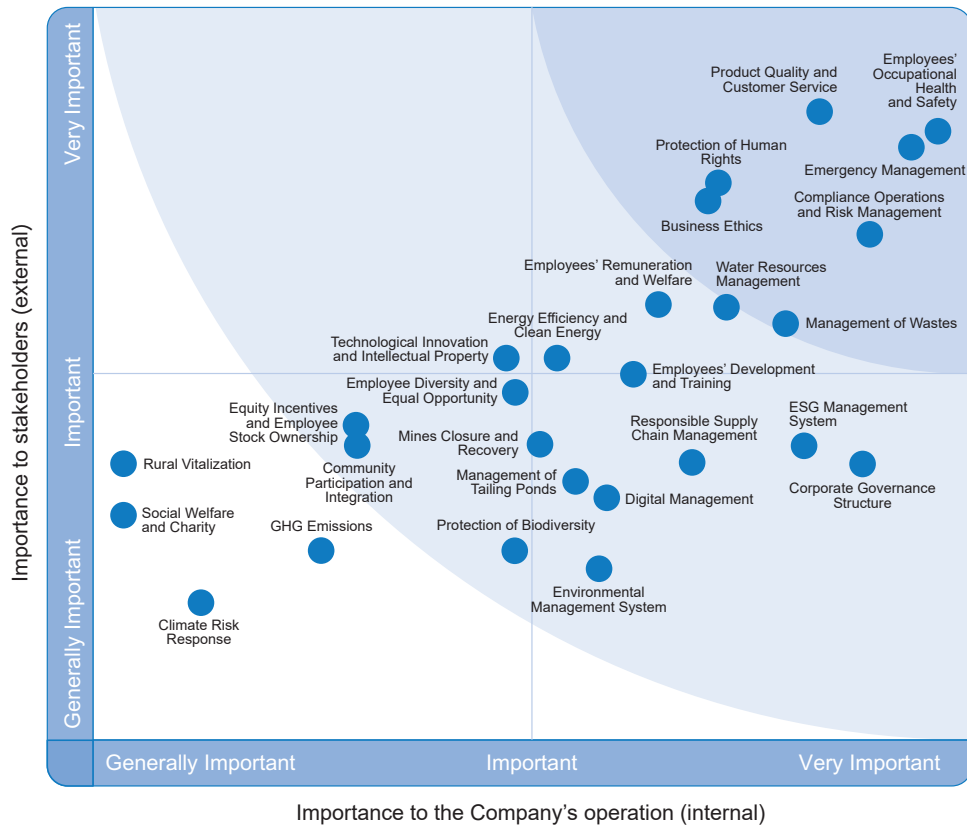 Importance to stakeholders (external)
Very Important
Important
Generally Important
Product Quality and
Customer Service
Employees’
Occupational
Health
and Safety
Emergency Management
Protection of Human
Rights
Business Ethics
Compliance Operations
and Risk Management
Employees’ Remuneration
and Welfare
Water Resources
Management
Management of Wastes
Energy Efficiency and
Clean Energy
Technological Innovation
and Intellectual Property
Employees’ Development
and Training
Employee Diversity and
Equal Opportunity
Equity Incentives
and Employee
Stock Ownership
Community
Participation and
Integration
Mines Closure and
Recovery
Responsible Supply
Chain Management
ESG Management
System
Corporate Governance
Structure
Rural Vitalization
Management of
Tailing Ponds
Digital Management
Social Welfare
and Charity
GHG Emissions
Protection of Biodiversity
Environmental
Management System
Climate Risk
Response
Generally Important
Important
Very Important
Importance to the Company’s operation (internal)